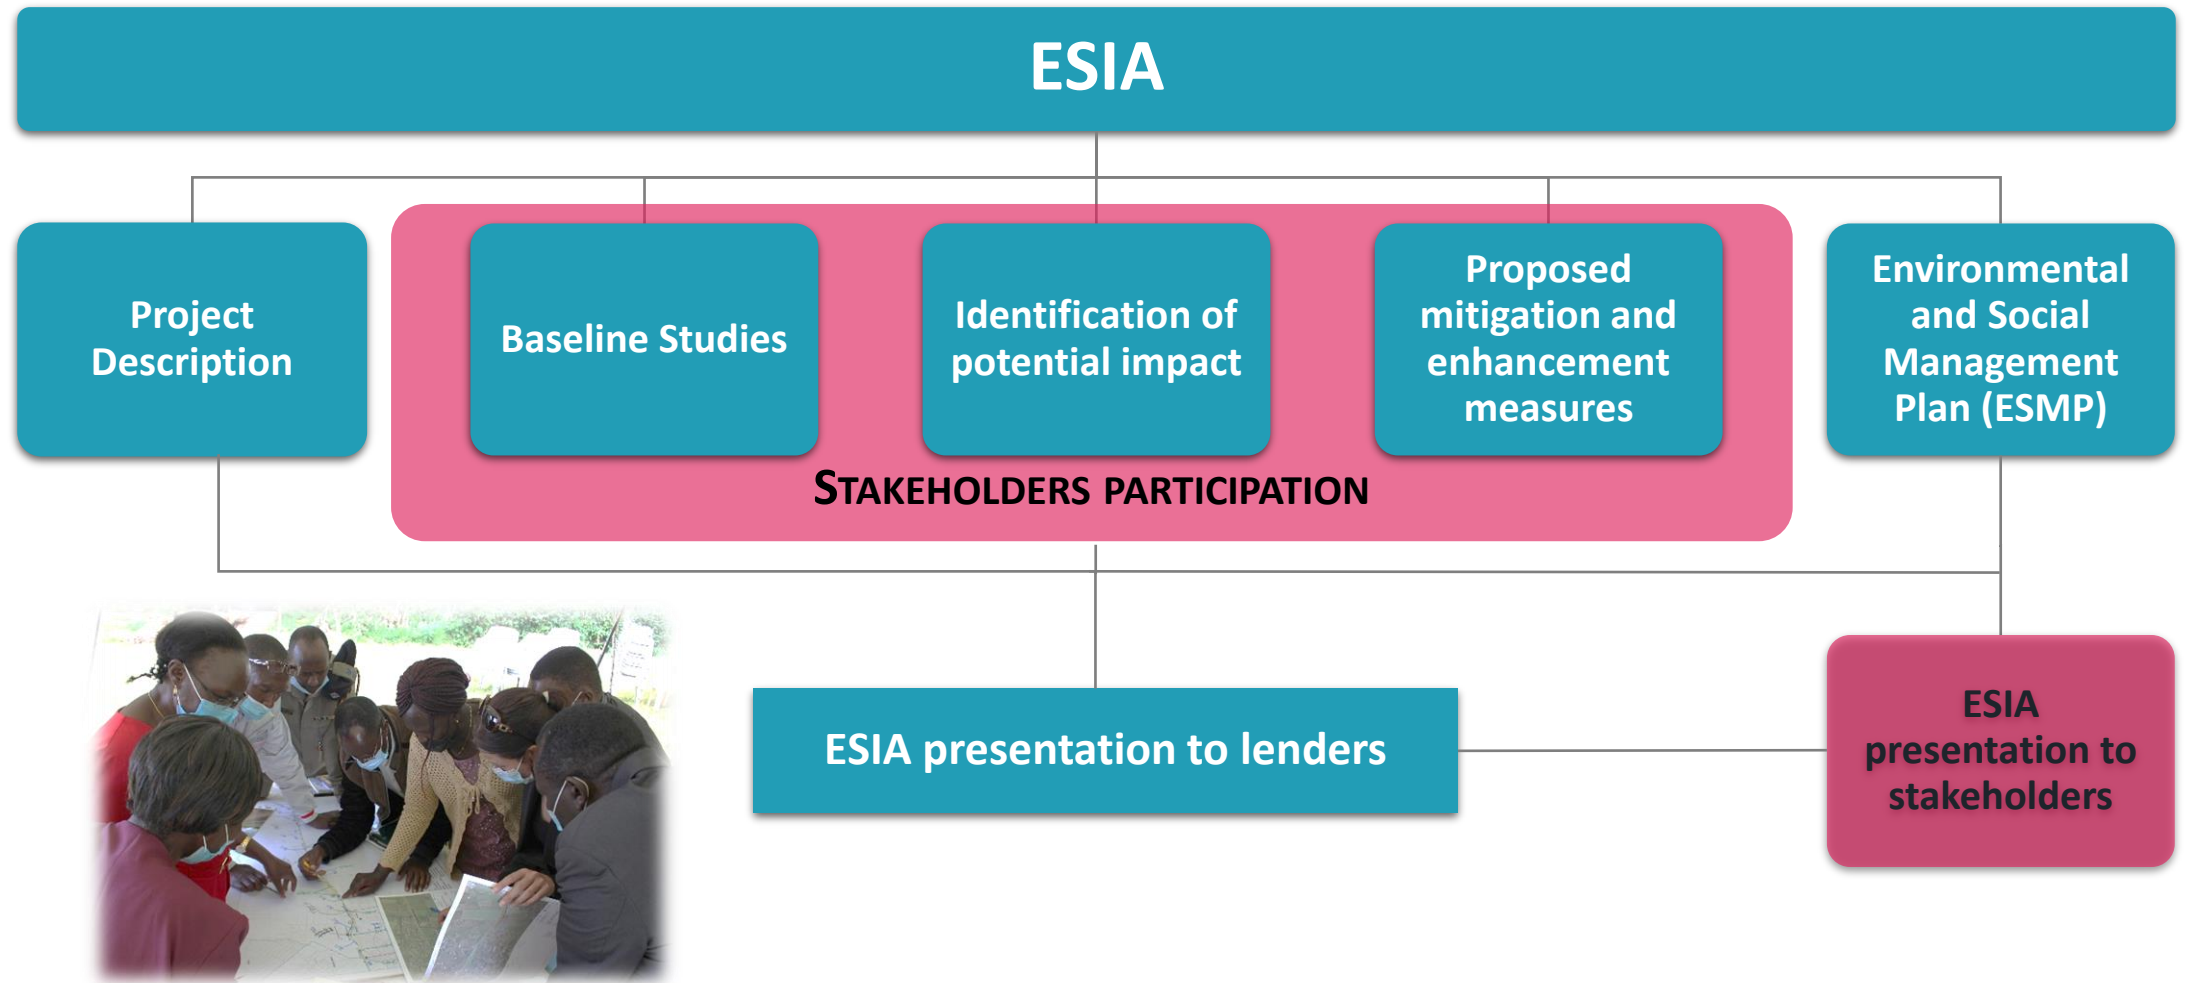 ESIA
Project
Description
Baseline Studies
Identification of
potential impact
Proposed
mitigation and
enhancement
measures
Environmental
and Social
Management
Plan (ESMP)
STAKEHOLDERS PARTICIPATION
ESIA presentation to lenders
ESIA
presentation to
stakeholders